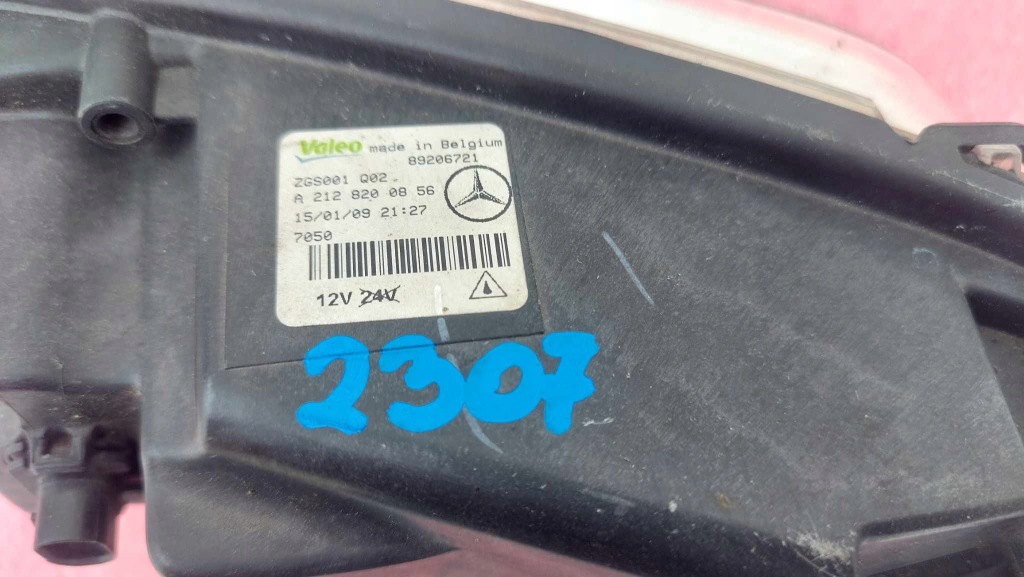 Valeo made in Belgium
89206721
ZGS001 Q02
A 212 820 08 56
15/01/09 21:27
7050
12V 24V
2307